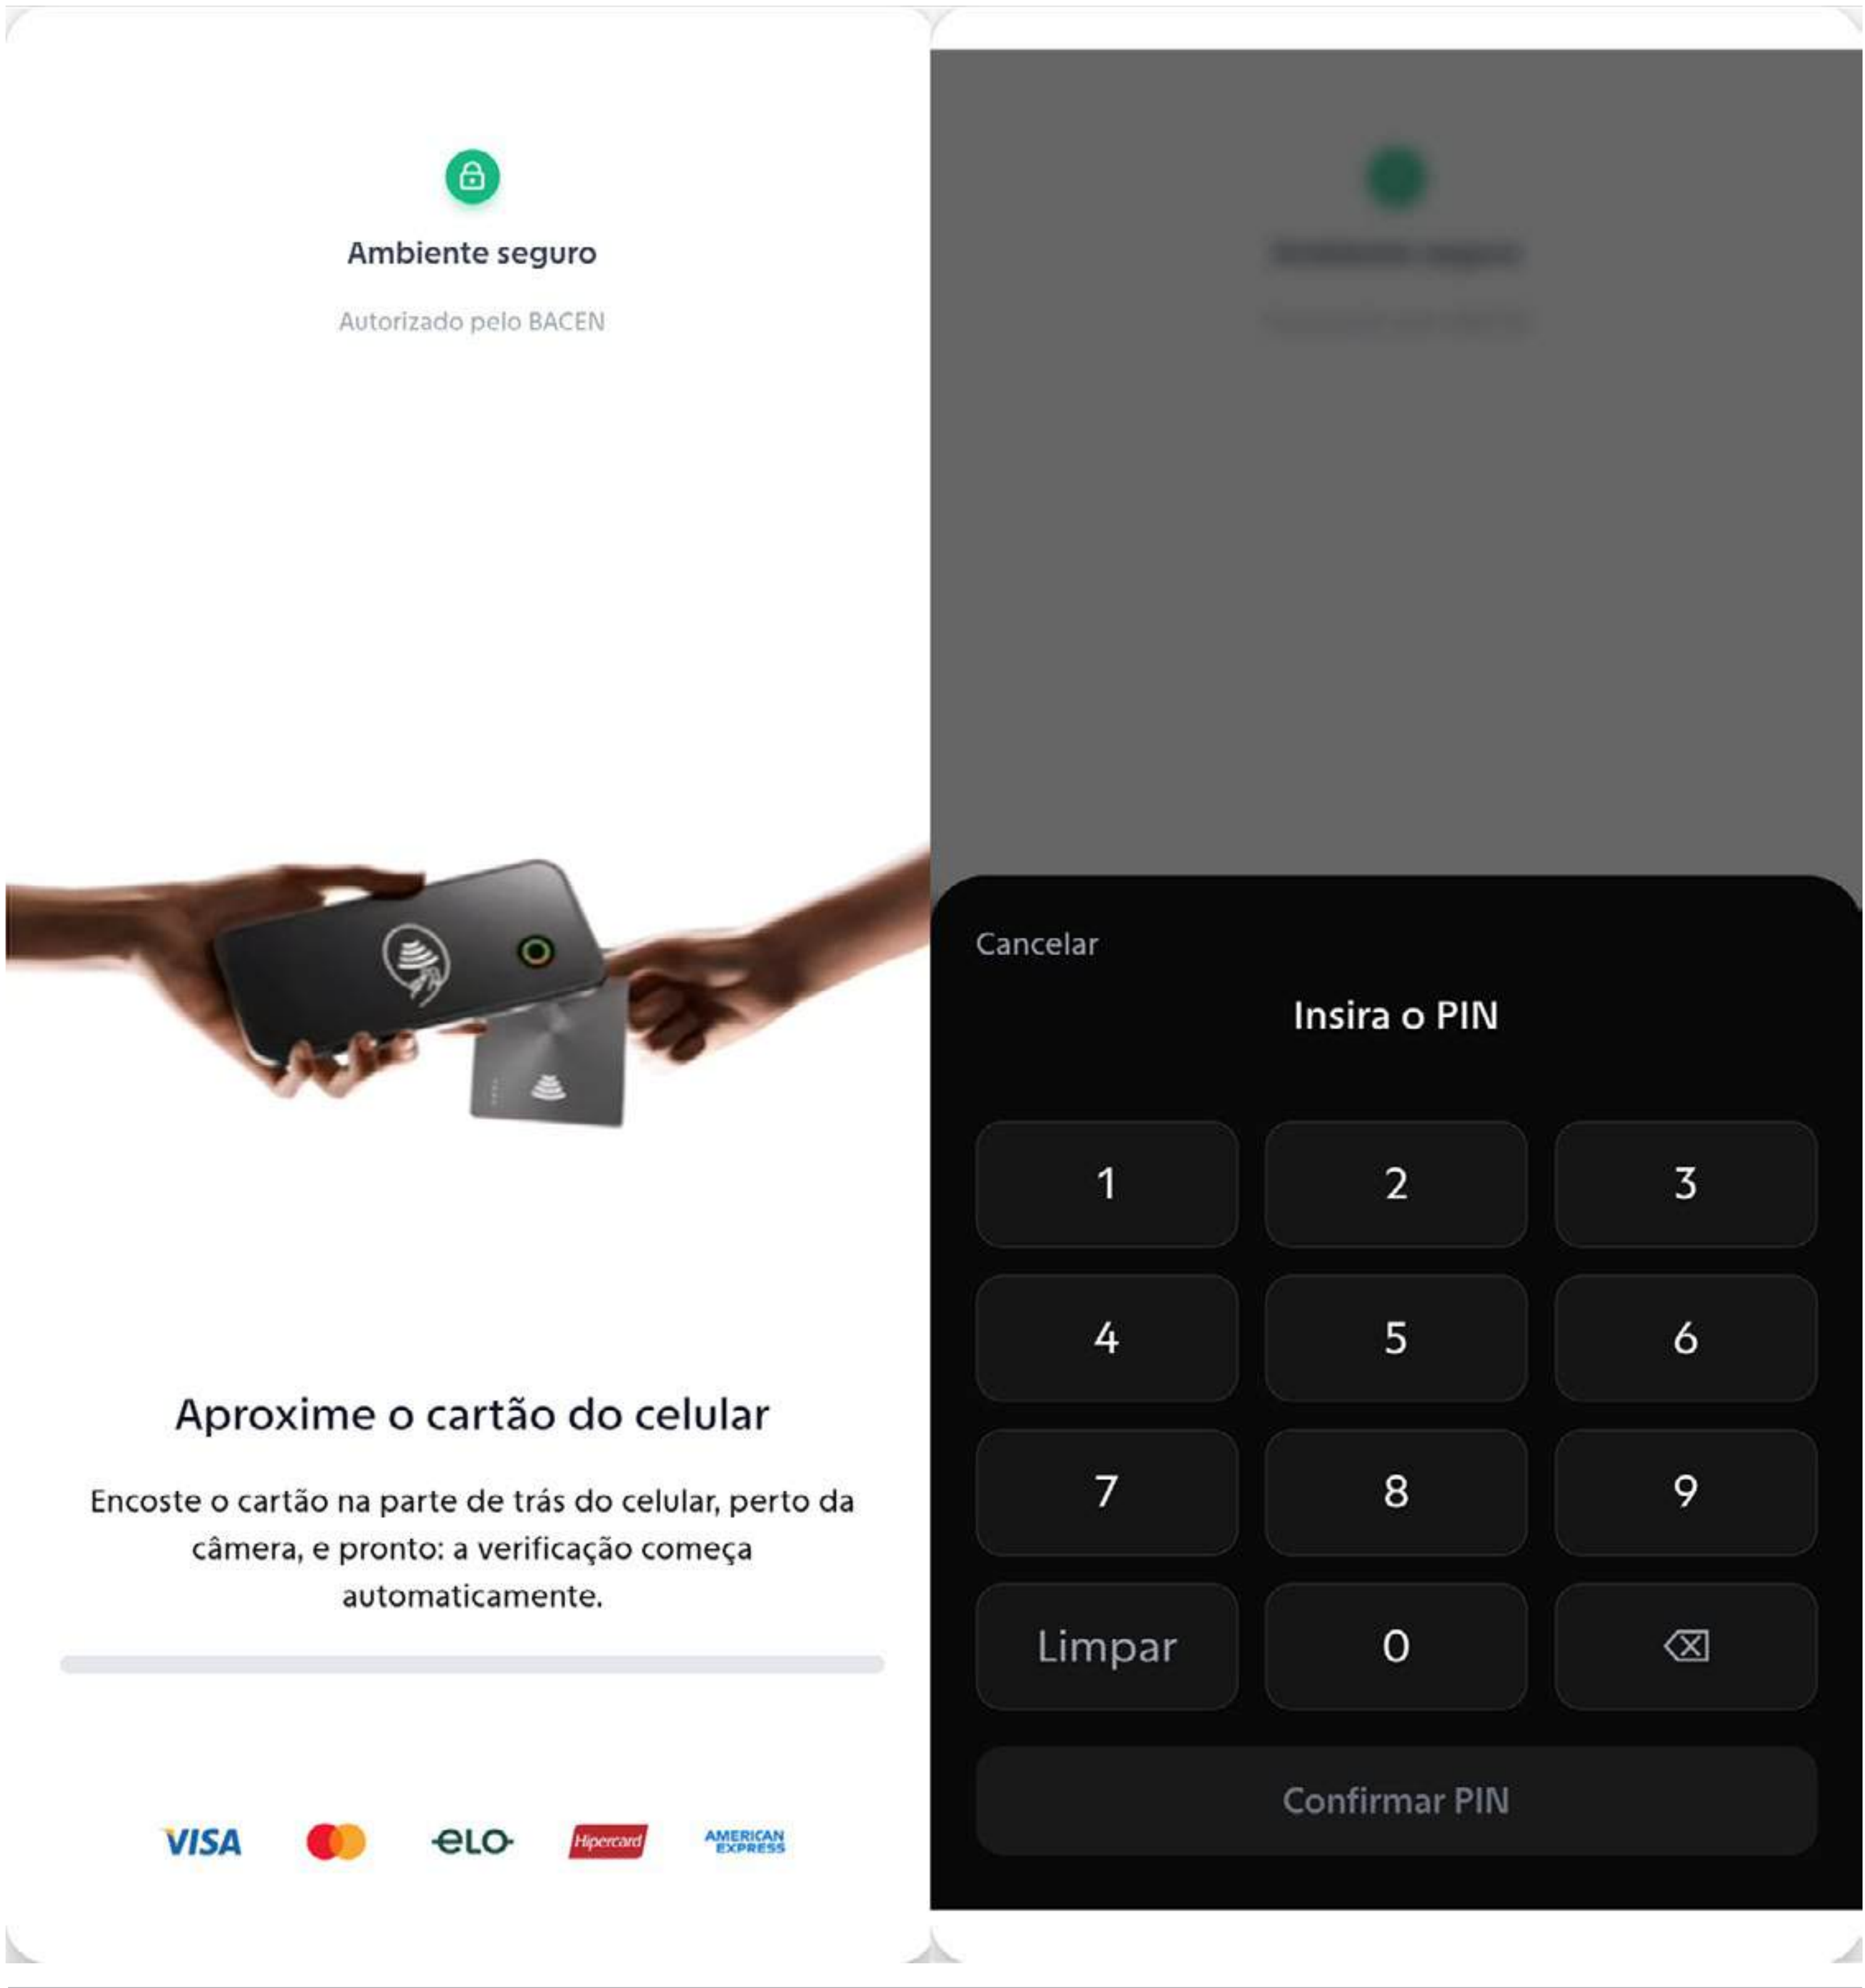 Ambiente seguro
Autorizado pelo BACEN
Aproxime o cartão do celular
Encoste o cartão na parte de trás do celular, perto da
câmera, e pronto: a verificação começa
automaticamente.
VISA
elo
Hipercard
AMERICAN
EXPRESS
Cancelar
Insira o PIN
1 2 3
4 5 6
7 8 9
Limpar 0
Confirmar PIN